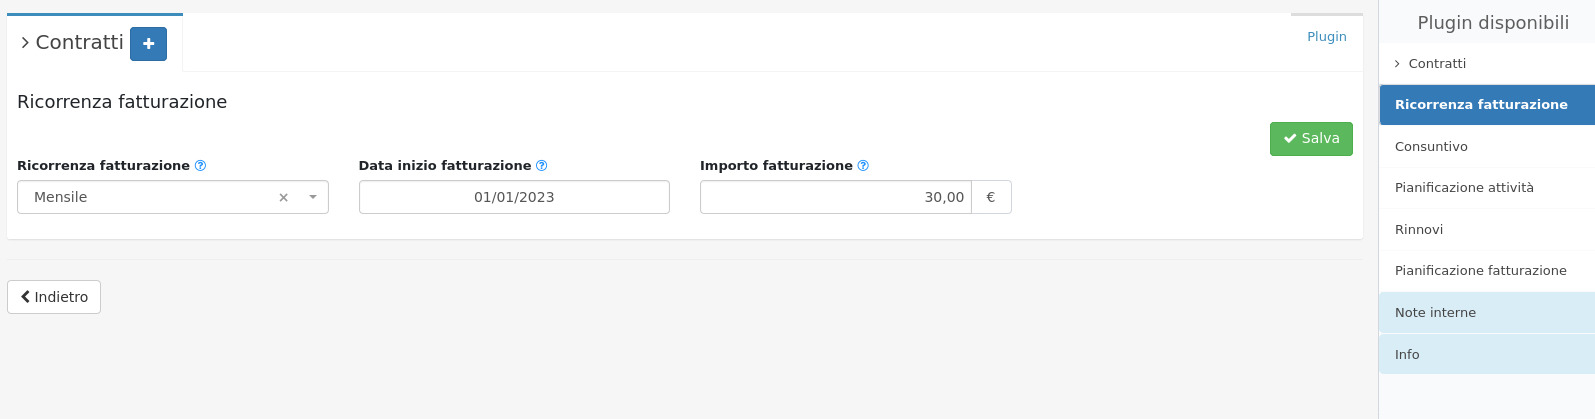 Contratti
Plugin
Ricorrenza fatturazione
Salva
Ricorrenza fatturazione
Data inizio fatturazione
Importo fatturazione
Mensile
01/01/2023
30,00 €
Indietro
Plugin disponibili
Contratti
Ricorrenza fatturazione
Consuntivo
Pianificazione attività
Rinnovi
Pianificazione fatturazione
Note interne
Info